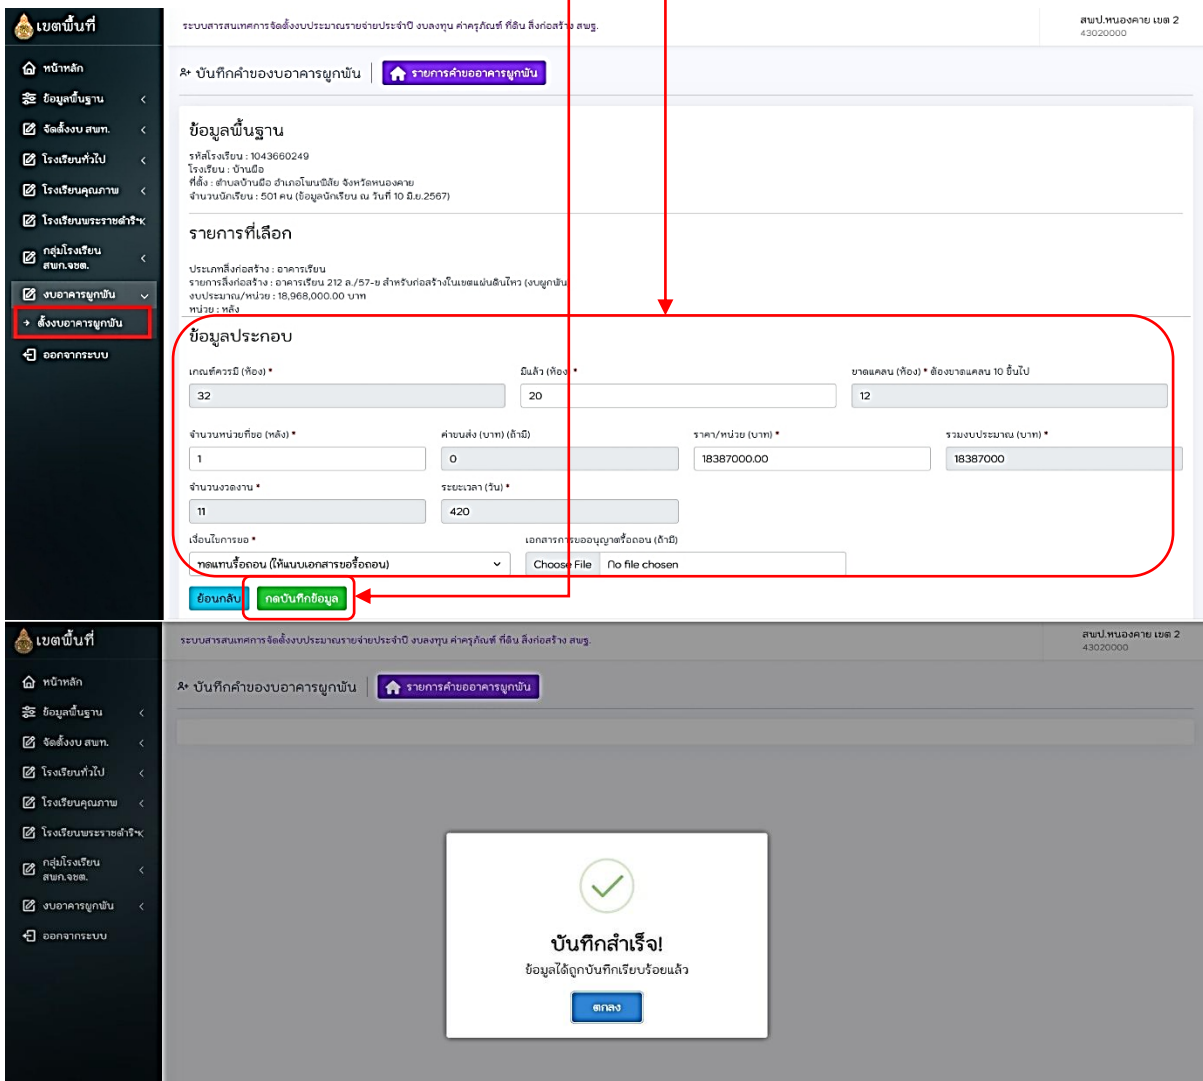 เขตพื้นที่
ระบบสารสนเทศการจัดตั้งงบประมาณรายจ่ายประจำปี งบลงทุน ค่าครุภัณฑ์ ที่ดิน สิ่งก่อสร้าง สพฐ.
สพป.หนองคาย เขต 2
43020000
หน้าหลัก
ข้อมูลพื้นฐาน
จัดตั้งงบ สพท.
โรงเรียนทั่วไป
โรงเรียนคุณภาพ
โรงเรียนพระราชดำริฯ
กลุ่มโรงเรียน
สพก.จชต.
งบอาคารผูกพัน
ตั้งงบอาคารผูกพัน
ออกจากระบบ
บันทึกคำของบอาคารผูกพัน
รายการคำขออาคารผูกพัน
ข้อมูลพื้นฐาน
รหัสโรงเรียน : 1043660249
โรงเรียน : บ้านผือ
ที่ตั้ง : ตำบลบ้านผือ อำเภอโพนพิสัย จังหวัดหนองคาย
จำนวนนักเรียน : 501 คน (ข้อมูลนักเรียน ณ วันที่ 10 มิ.ย.2567)
รายการที่เลือก
ประเภทสิ่งก่อสร้าง : อาคารเรียน
รายการสิ่งก่อสร้าง : อาคารเรียน 212 ล./57-ข สำหรับก่อสร้างในเขตแผ่นดินไหว (งบผูกพัน)
งบประมาณ/หน่วย : 18,968,000.00 บาท
หน่วย : หลัง
ข้อมูลประกอบ
เกณฑ์ควรมี (ห้อง) *
มีแล้ว (ห้อง) *
ขาดแคลน (ห้อง) * ต้องขาดแคลน 10 ขึ้นไป
32
20
12
จำนวนหน่วยที่ขอ (หลัง) *
ค่าขนส่ง (บาท) (ถ้ามี)
ราคา/หน่วย (บาท) *
รวมงบประมาณ (บาท) *
1
0
18387000.00
18387000
จำนวนงวดงาน *
ระยะเวลา (วัน) *
11
420
เงื่อนไขการขอ *
เอกสารการขออนุญาตรื้อถอน (ถ้ามี)
ทดแทนรื้อถอน (ให้แนบเอกสารขอรื้อถอน)
Choose File No file chosen
ย้อนกลับ
กดบันทึกข้อมูล
เขตพื้นที่
ระบบสารสนเทศการจัดตั้งงบประมาณรายจ่ายประจำปี งบลงทุน ค่าครุภัณฑ์ ที่ดิน สิ่งก่อสร้าง สพฐ.
สพป.หนองคาย เขต 2
43020000
หน้าหลัก
ข้อมูลพื้นฐาน
จัดตั้งงบ สพท.
โรงเรียนทั่วไป
โรงเรียนคุณภาพ
โรงเรียนพระราชดำริฯ
กลุ่มโรงเรียน
สพก.จชต.
งบอาคารผูกพัน
ออกจากระบบ
บันทึกคำของบอาคารผูกพัน
รายการคำขออาคารผูกพัน
บันทึกสำเร็จ!
ข้อมูลได้ถูกบันทึกเรียบร้อยแล้ว
ตกลง